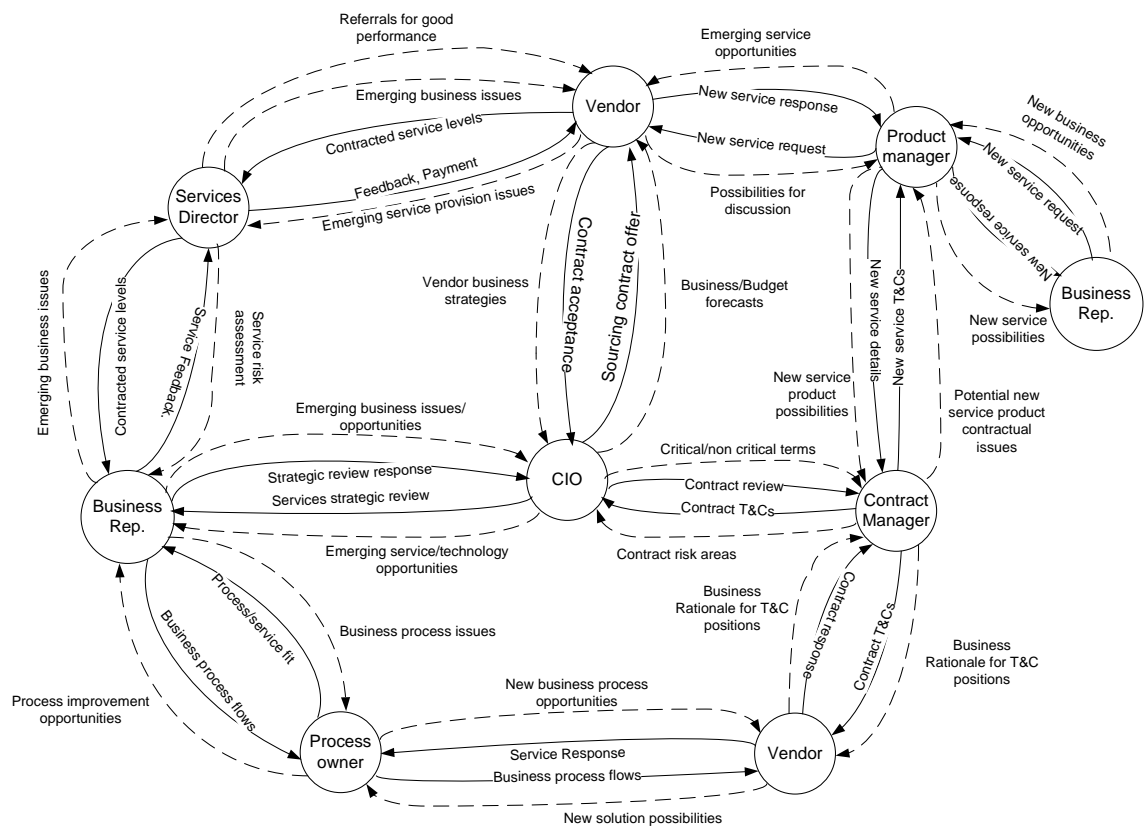 Referrals for good
performance
Emerging service
opportunities
Emerging business issues
Vendor
New service response
Contracted service levels
New service request
Product
manager
New business
opportunities
New service request
New service response
Feedback, Payment
Emerging service provision issues
Services
Director
Possibilities for
discussion
Business
Rep.
New service
possibilities
Vendor business
strategies
Contract acceptance
Sourcing contract offer
Business/Budget
forecasts
New service details
New service T&Cs
Emerging business issues
Contracted service levels
Service Feedback.
Service risk
assessment
New service
product
possibilities
Potential new
service product
contractual
issues
Emerging business issues/
opportunities
Critical/non critical terms
Strategic review response
Services strategic review
CIO
Contract review
Contract T&Cs
Contract
Manager
Business
Rep.
Emerging service/technology
opportunities
Contract risk areas
Process/service fit
Business process flows
Business process issues
Business
Rationale for T&C
positions
Contract response
Contract T&Cs
Business
Rationale for T&C
positions
Process improvement
opportunities
New business process
opportunities
Process
owner
Service Response
Business process flows
Vendor
New solution possibilities